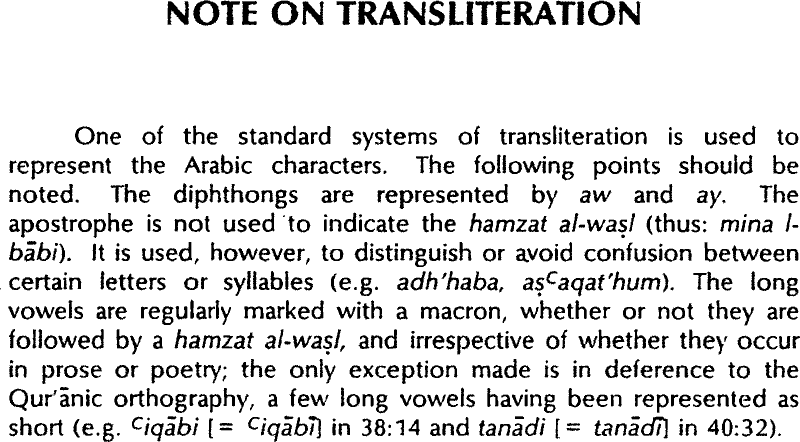 NOTE ON TRANSLITERATION
One of the standard systems of transliteration is used to
represent the Arabic characters. The following points should be
noted. The diphthongs are represented by aw and ay. The
apostrophe is not used to indicate the hamzat al-waṣl (thus: mina l-
bābi). It is used, however, to distinguish or avoid confusion between
certain letters or syllables (e.g. adh'haba, aṣᶜaqat'hum). The long
vowels are regularly marked with a macron, whether or not they are
followed by a hamzat al-waṣl, and irrespective of whether they occur
in prose or poetry; the only exception made is in deference to the
Qur'ānic orthography, a few long vowels having been represented as
short (e.g. ᶜiqābi [= ᶜiqābī] in 38:14 and tanādi [= tanādī] in 40:32).